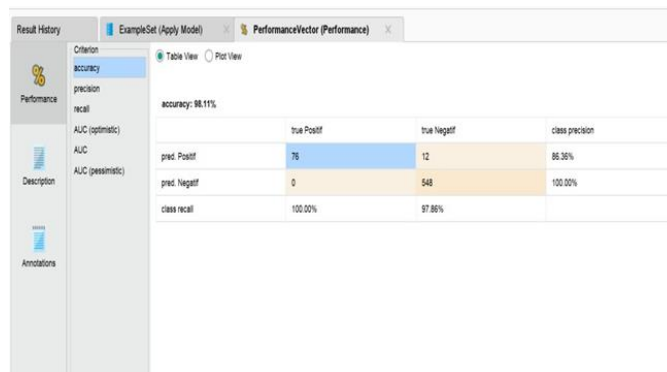 Result History
ExampleSet (Apply Model)
% PerformanceVector (Performance)
%
Performance
Description
Annotations
Criterion
accuracy
precision
recall
AUC (optimistic)
AUC
AUC (pessimistic)
Table View Plot View
accuracy: 98.11%
true Positif true Negatif class precision
pred. Positif 76 12 86.36%
pred. Negatif 0 548 100.00%
class recall 100.00% 97.86%